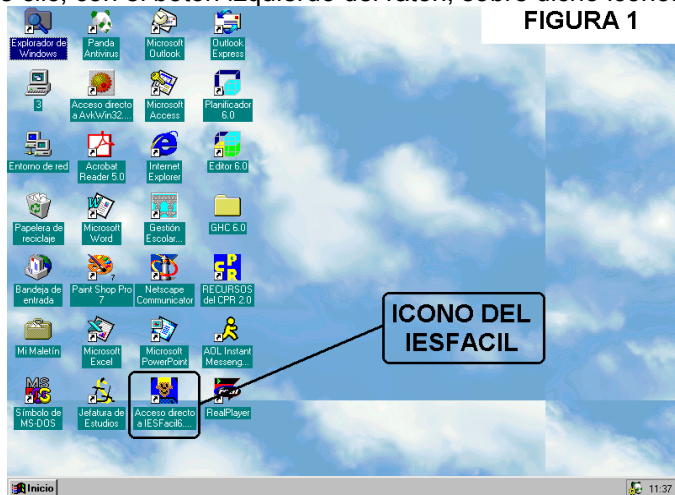 clic, con el botón izquierdo del ratón, sobre dicho icono.
FIGURA 1
Explorador de
Windows
Panda
Antivirus
Microsoft
Outlook
Outlook
Express
3
Acceso directo
a AvkWin32....
Microsoft
Access
Planificador
6.0
Entorno de red
Acrobat
Reader 5.0
Internet
Explorer
Editor 6.0
Papelera de
reciclaje
Microsoft
Word
Gestión
Escolar...
GHC 6.0
Bandeja de
entrada
Paint Shop Pro
7
Netscape
Communicator
RECURSOS
del CPR 2.0
Mi Maletín
Microsoft
Excel
Microsoft
PowerPoint
AOL Instant
Messeng...
Símbolo de
MS-DOS
Jefatura de
Estudios
Acceso directo
a IESFacil6....
RealPlayer
ICONO DEL
IESFACIL
Inicio
11:37